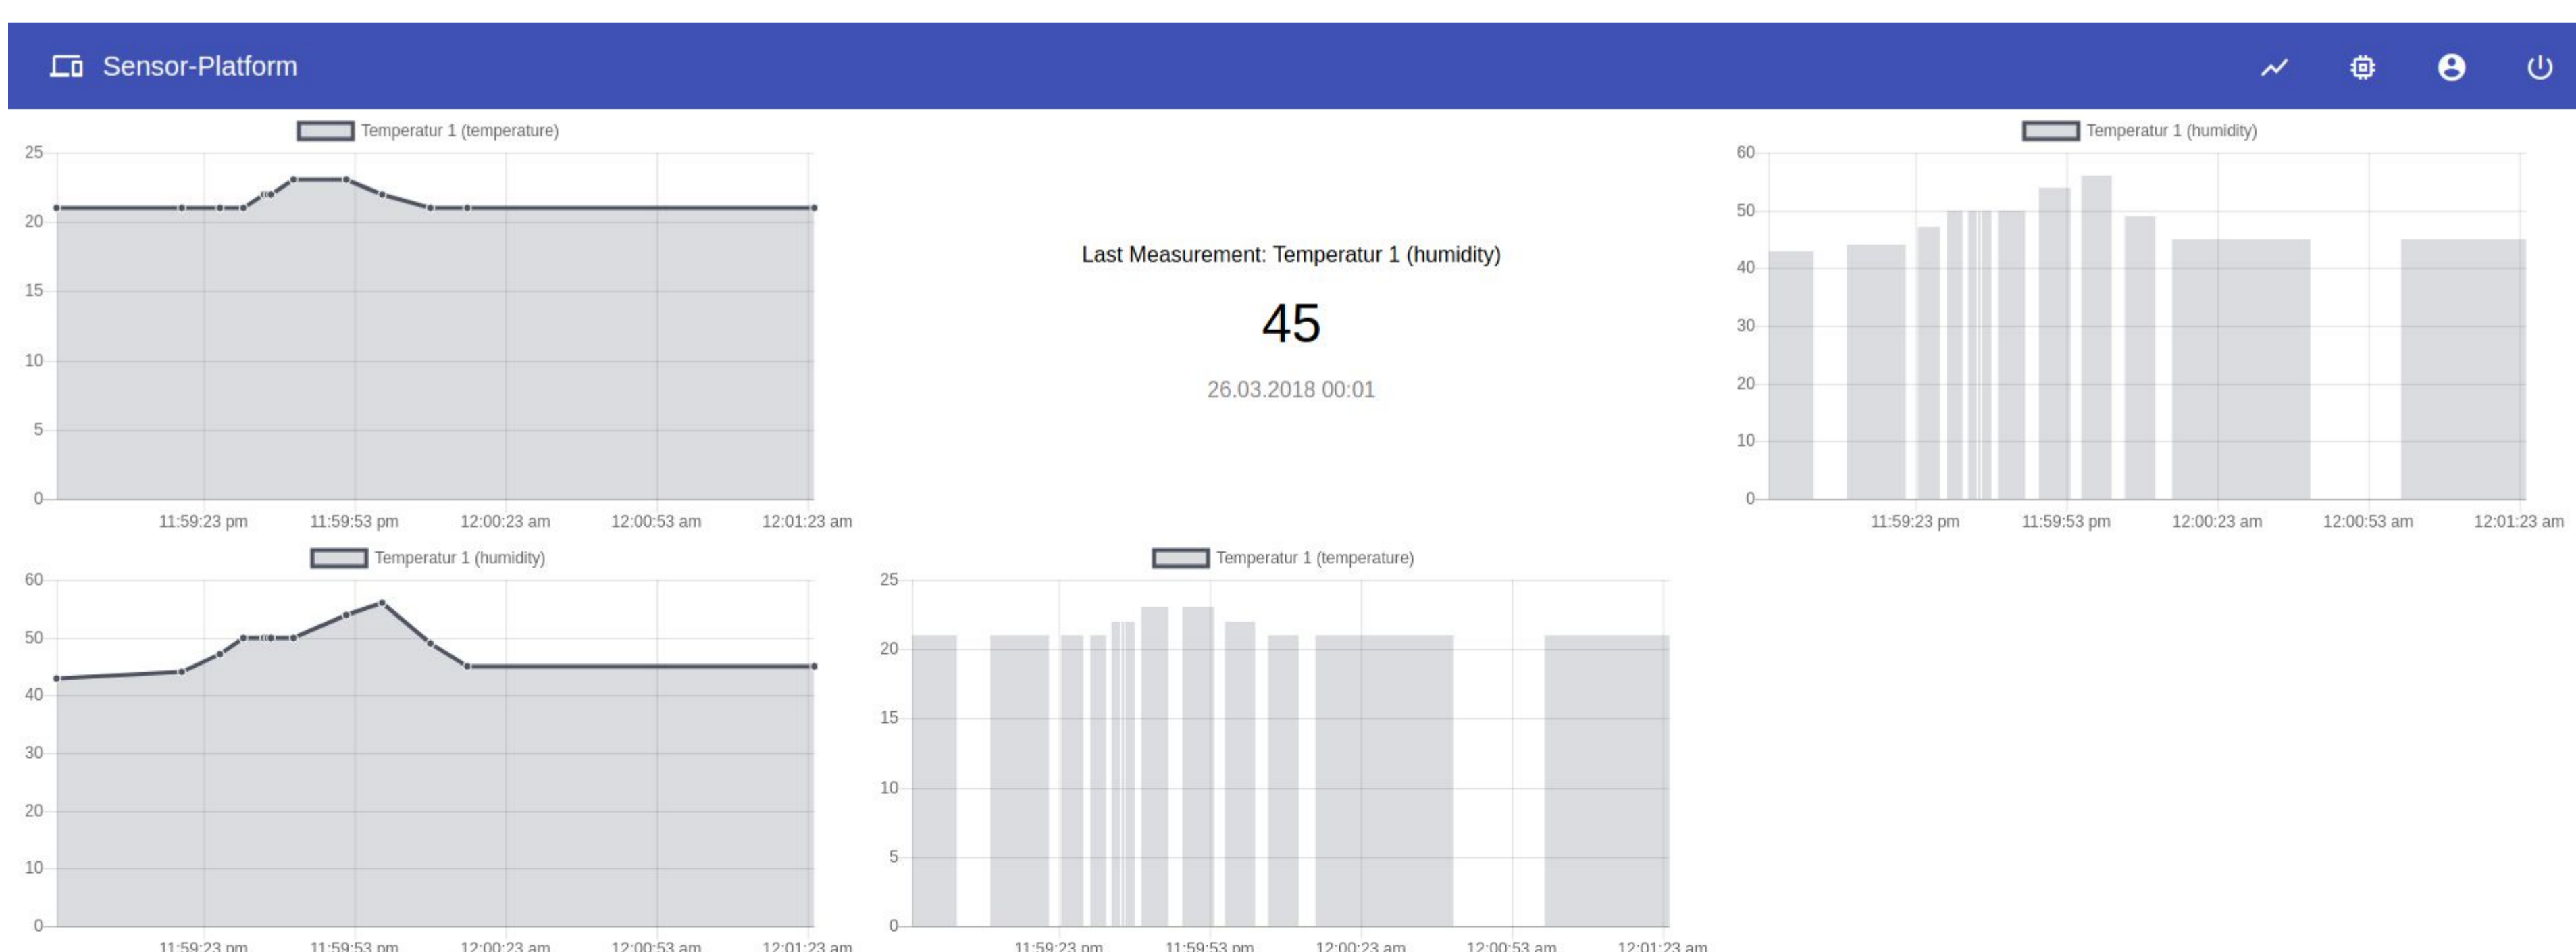 Sensor-Platform
Temperatur 1 (temperature)
25
20
15
10
5
0
11:59:23 pm 11:59:53 pm 12:00:23 am 12:00:53 am 12:01:23 am
Last Measurement: Temperatur 1 (humidity)
45
26.03.2018 00:01
Temperatur 1 (humidity)
60
50
40
30
20
10
0
11:59:23 pm 11:59:53 pm 12:00:23 am 12:00:53 am 12:01:23 am
Temperatur 1 (humidity)
60
50
40
30
20
10
0
11:59:23 pm 11:59:53 pm 12:00:23 am 12:00:53 am 12:01:23 am
Temperatur 1 (temperature)
25
20
15
10
5
0
11:59:23 pm 11:59:53 pm 12:00:23 am 12:00:53 am 12:01:23 am